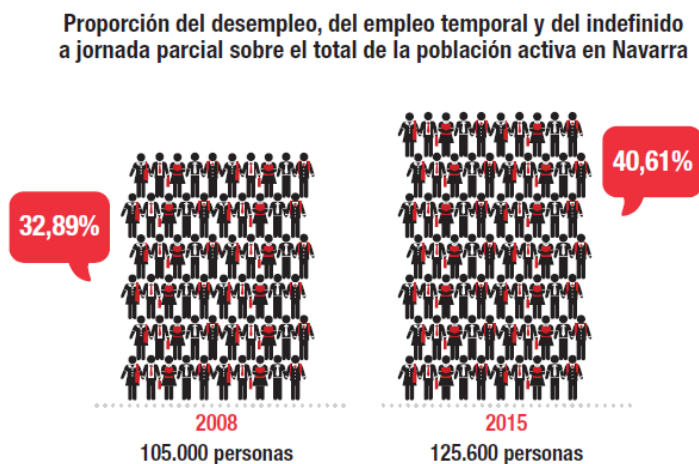 Proporción del desempleo, del empleo temporal y del indefinido
a jornada parcial sobre el total de la población activa en Navarra
32,89%
40,61%
2008
2015
105.000 personas
125.600 personas